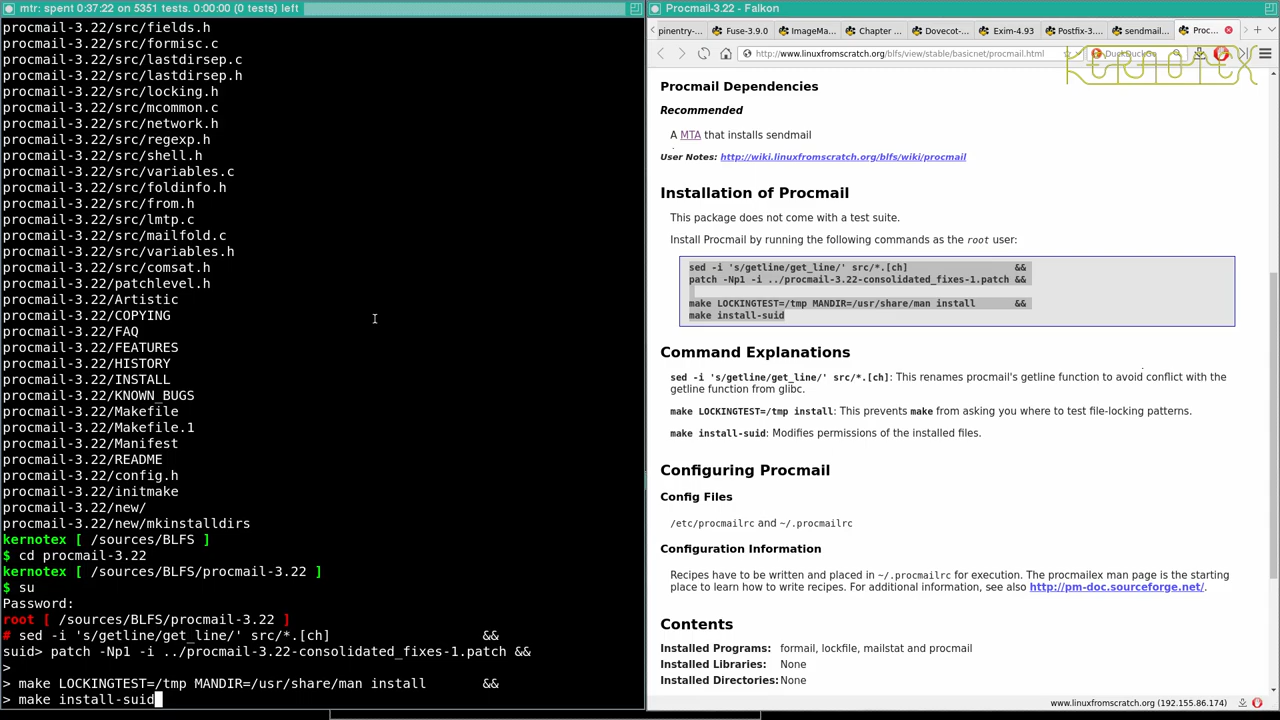 mtr: spent 0:37:22 on 5351 tests. 0:00:00 (0 tests) left
procmail-3.22/src/fields.h
procmail-3.22/src/formisc.c
procmail-3.22/src/lastdirsep.c
procmail-3.22/src/lastdirsep.h
procmail-3.22/src/locking.h
procmail-3.22/src/mcommon.c
procmail-3.22/src/network.h
procmail-3.22/src/regexp.h
procmail-3.22/src/shell.h
procmail-3.22/src/variables.c
procmail-3.22/src/foldinfo.h
procmail-3.22/src/from.h
procmail-3.22/src/lmtp.c
procmail-3.22/src/mailfold.c
procmail-3.22/src/variables.h
procmail-3.22/src/comsat.h
procmail-3.22/patchlevel.h
procmail-3.22/Artistic
procmail-3.22/COPYING
procmail-3.22/FAQ
procmail-3.22/FEATURES
procmail-3.22/HISTORY
procmail-3.22/INSTALL
procmail-3.22/KNOWN_BUGS
procmail-3.22/Makefile
procmail-3.22/Makefile.1
procmail-3.22/Manifest
procmail-3.22/README
procmail-3.22/config.h
procmail-3.22/initmake
procmail-3.22/new/
procmail-3.22/new/mkinstalldirs
kernotex [ /sources/BLFS ]
$ cd procmail-3.22
kernotex [ /sources/BLFS/procmail-3.22 ]
$ su
Password:
root [ /sources/BLFS/procmail-3.22 ]
# sed -i 's/getline/get_line/' src/*.[ch] &&
suid> patch -Np1 -i ../procmail-3.22-consolidated_fixes-1.patch &&
>
> make LOCKINGTEST=/tmp MANDIR=/usr/share/man install &&
> make install-suid
Procmail-3.22 - Falkon
pinentry-... Fuse-3.9.0 ImageMa... Chapter ... Dovecot-... Exim-4.93 Postfix-3.... sendmail... Proc...
http://www.linuxfromscratch.org/blfs/view/stable/basicnet/procmail.html DuckDuckGo
KERNOTEX
Procmail Dependencies
Recommended
A MTA that installs sendmail
User Notes: http://wiki.linuxfromscratch.org/blfs/wiki/procmail
Installation of Procmail
This package does not come with a test suite.
Install Procmail by running the following commands as the root user:
sed -i 's/getline/get_line/' src/*.[ch] &&
patch -Np1 -i ../procmail-3.22-consolidated_fixes-1.patch &&
make LOCKINGTEST=/tmp MANDIR=/usr/share/man install &&
make install-suid
Command Explanations
sed -i 's/getline/get_line/' src/*.[ch]: This renames procmail's getline function to avoid conflict with the
getline function from glibc.
make LOCKINGTEST=/tmp install: This prevents make from asking you where to test file-locking patterns.
make install-suid: Modifies permissions of the installed files.
Configuring Procmail
Config Files
/etc/procmailrc and ~/.procmailrc
Configuration Information
Recipes have to be written and placed in ~/.procmailrc for execution. The procmailex man page is the starting
place to learn how to write recipes. For additional information, see also http://pm-doc.sourceforge.net/.
Contents
Installed Programs: formail, lockfile, mailstat and procmail
Installed Libraries: None
Installed Directories: None
www.linuxfromscratch.org (192.155.86.174)